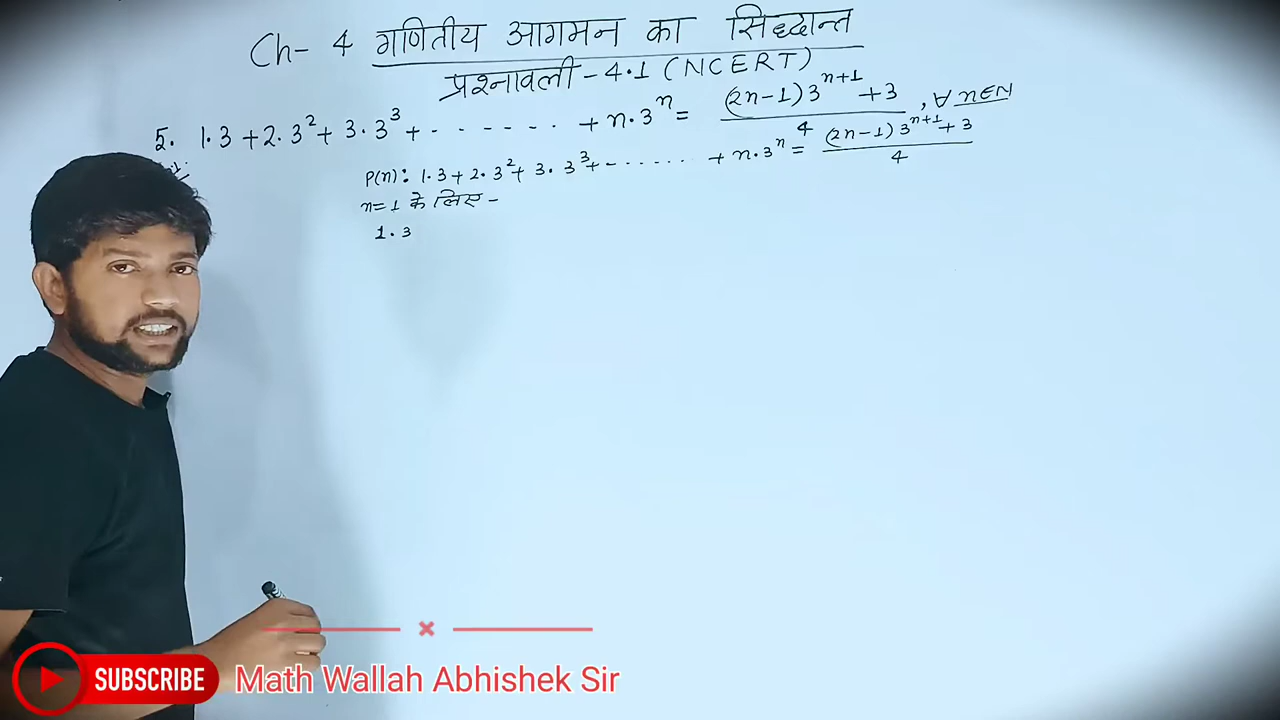 Ch- 4 गणितीय आगमन का सिध्दान्त
प्रश्नावली - 4.1 (NCERT)
5. 1.3 + 2.3² + 3.3³ + - - - - - - - + n.3ⁿ = (2n-1)3ⁿ⁺¹ + 3 / 4 , ∀ n∈N
P(n): 1.3 + 2.3² + 3.3³ + - - - - - - - + n.3ⁿ = (2n-1)3ⁿ⁺¹ + 3 / 4
n=1 के लिए -
1.3
SUBSCRIBE
Math Wallah Abhishek Sir